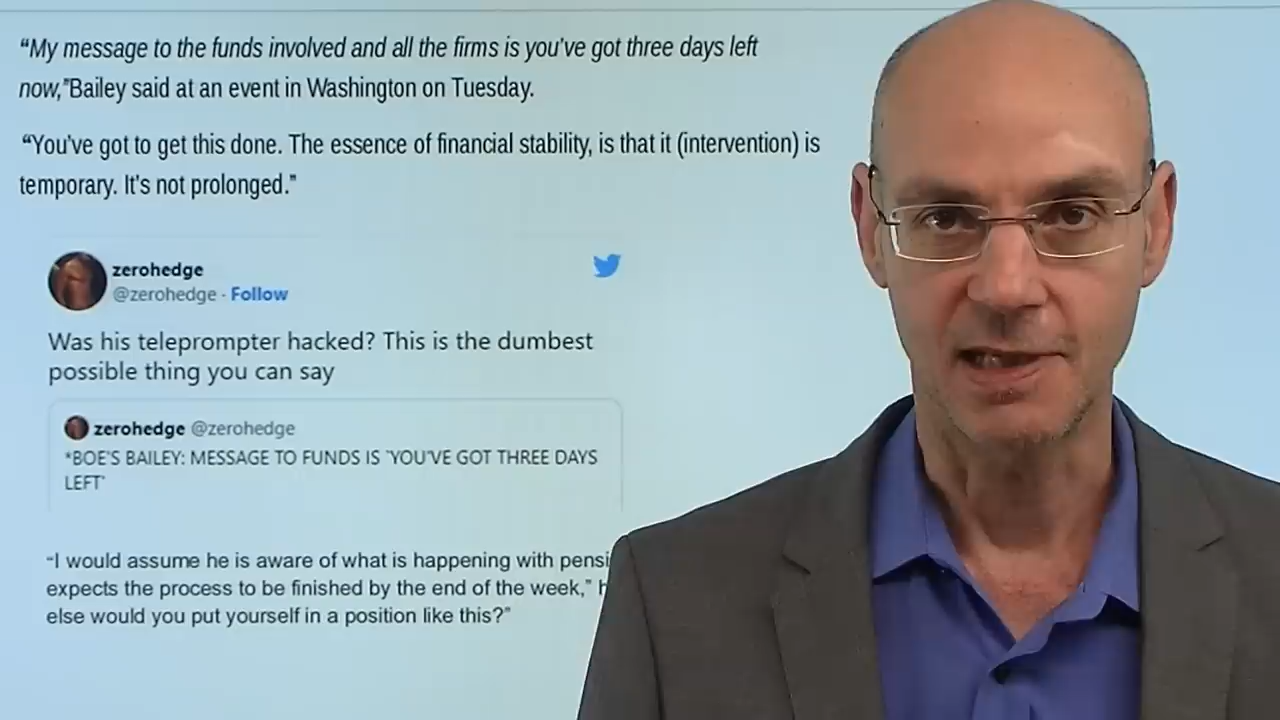 “My message to the funds involved and all the firms is you've got three days left
now,”Bailey said at an event in Washington on Tuesday.
“You've got to get this done. The essence of financial stability, is that it (intervention) is
temporary. It's not prolonged.”
zerohedge
@zerohedge · Follow
Was his teleprompter hacked? This is the dumbest
possible thing you can say
zerohedge @zerohedge
*BOE'S BAILEY: MESSAGE TO FUNDS IS 'YOU'VE GOT THREE DAYS
LEFT'
“I would assume he is aware of what is happening with
expects the process to be finished by the end of the week,”
else would you put yourself in a position like this?”